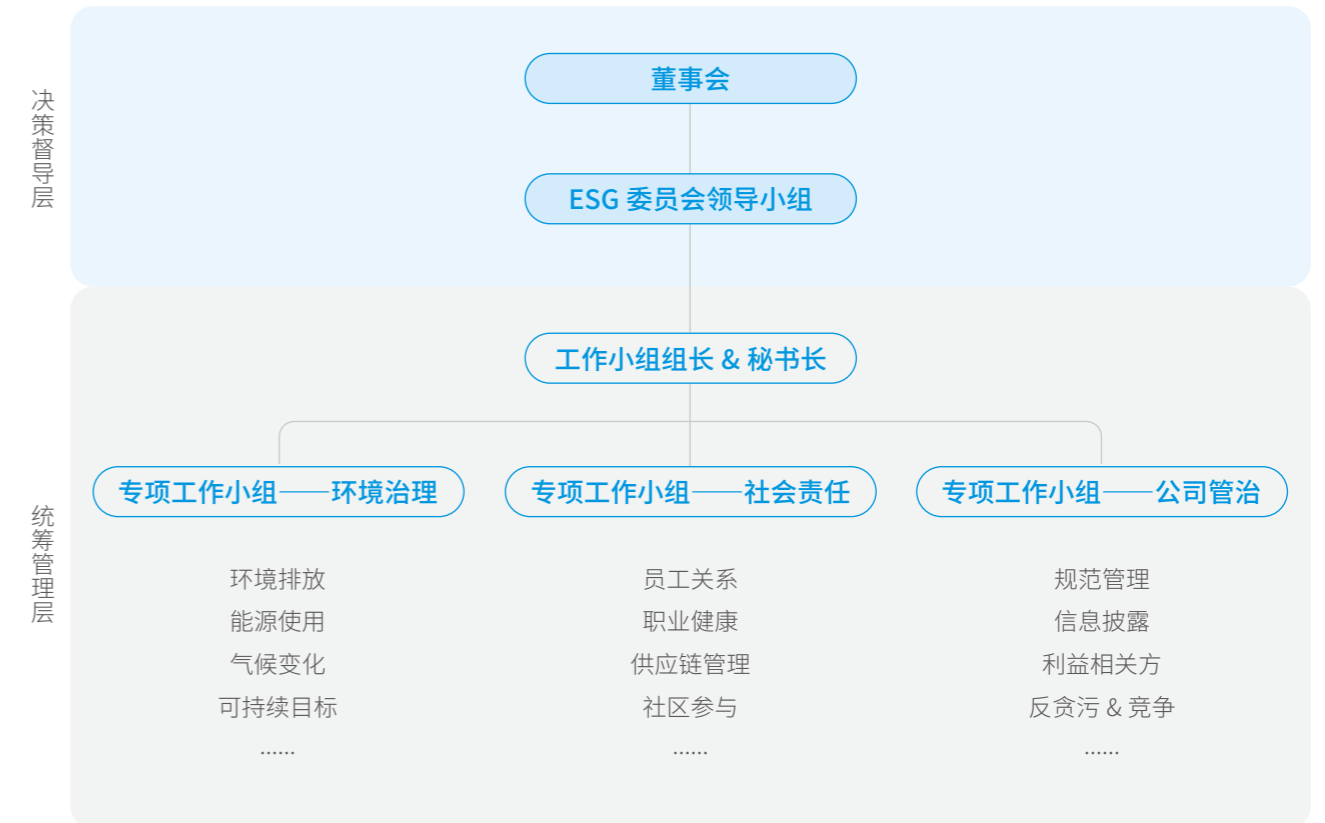 决策督导层
董事会
ESG 委员会领导小组
统筹管理层
工作小组组长 & 秘书长
专项工作小组——环境治理
环境排放
能源使用
气候变化
可持续目标
......
专项工作小组——社会责任
员工关系
职业健康
供应链管理
社区参与
......
专项工作小组——公司管治
规范管理
信息披露
利益相关方
反贪污 & 竞争
......